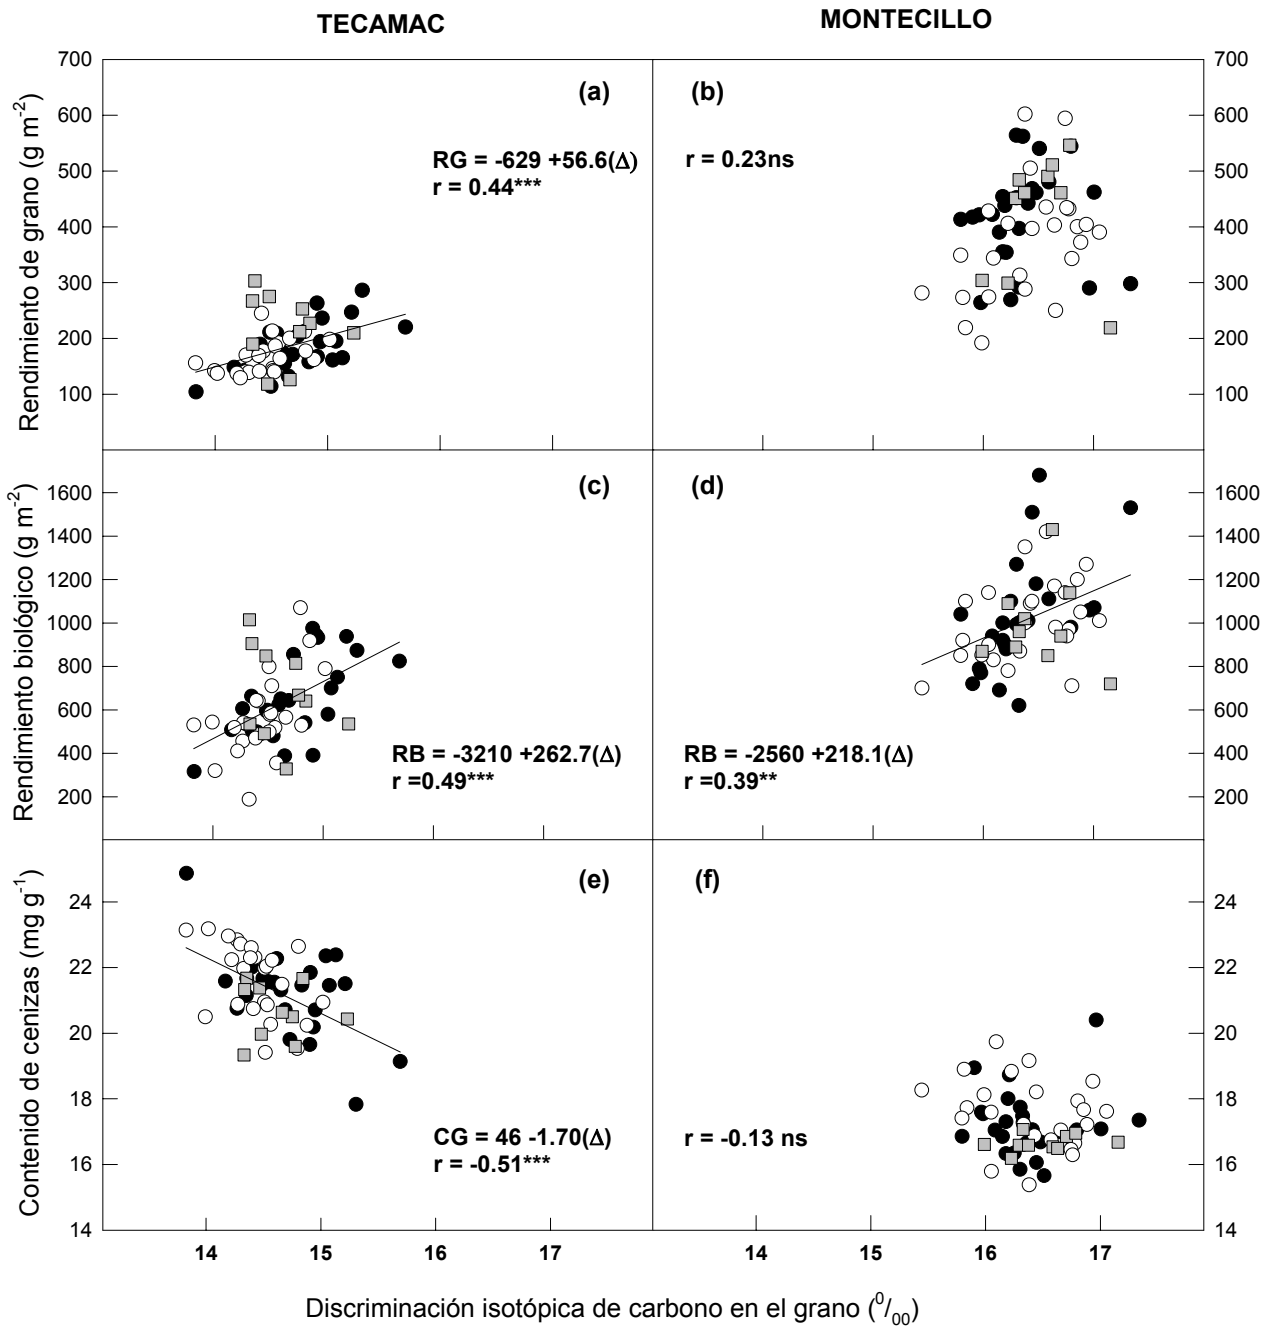 TECAMAC
MONTECILLO
Rendimiento de grano (g m⁻²)
700
600
500
400
300
200
100
(a)
RG = -629 +56.6(Δ)
r = 0.44***
(b)
r = 0.23ns
700
600
500
400
300
200
100
Rendimiento biológico (g m⁻²)
1600
1400
1200
1000
800
600
400
200
(c)
RB = -3210 +262.7(Δ)
r =0.49***
(d)
RB = -2560 +218.1(Δ)
r =0.39**
1600
1400
1200
1000
800
600
400
200
Contenido de cenizas (mg g⁻¹)
24
22
20
18
16
14
(e)
CG = 46 -1.70(Δ)
r = -0.51***
(f)
r = -0.13 ns
24
22
20
18
16
14
14 15 16 17
14 15 16 17
Discriminación isotópica de carbono en el grano (⁰/₀₀)